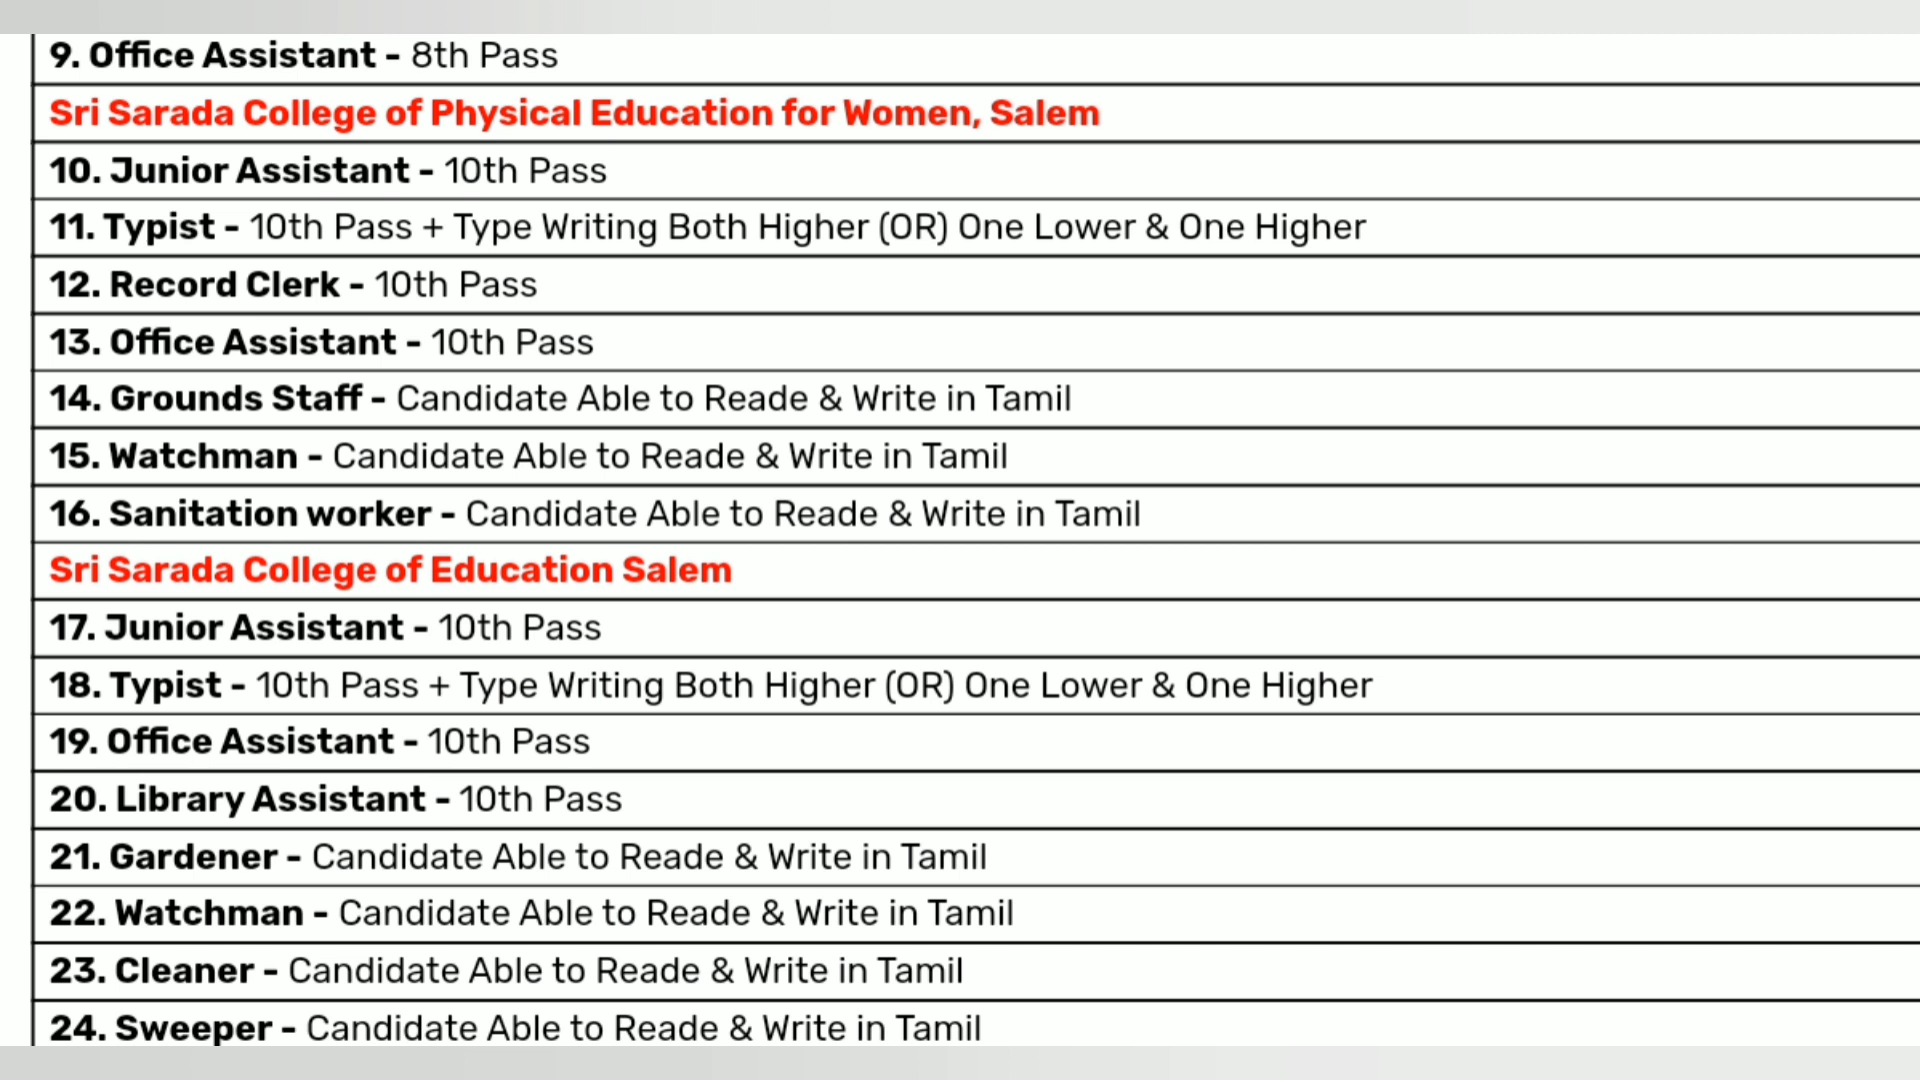 9. Office Assistant - 8th Pass
Sri Sarada College of Physical Education for Women, Salem
10. Junior Assistant - 10th Pass
11. Typist - 10th Pass + Type Writing Both Higher (OR) One Lower & One Higher
12. Record Clerk - 10th Pass
13. Office Assistant - 10th Pass
14. Grounds Staff - Candidate Able to Reade & Write in Tamil
15. Watchman - Candidate Able to Reade & Write in Tamil
16. Sanitation worker - Candidate Able to Reade & Write in Tamil
Sri Sarada College of Education Salem
17. Junior Assistant - 10th Pass
18. Typist - 10th Pass + Type Writing Both Higher (OR) One Lower & One Higher
19. Office Assistant - 10th Pass
20. Library Assistant - 10th Pass
21. Gardener - Candidate Able to Reade & Write in Tamil
22. Watchman - Candidate Able to Reade & Write in Tamil
23. Cleaner - Candidate Able to Reade & Write in Tamil
24. Sweeper - Candidate Able to Reade & Write in Tamil